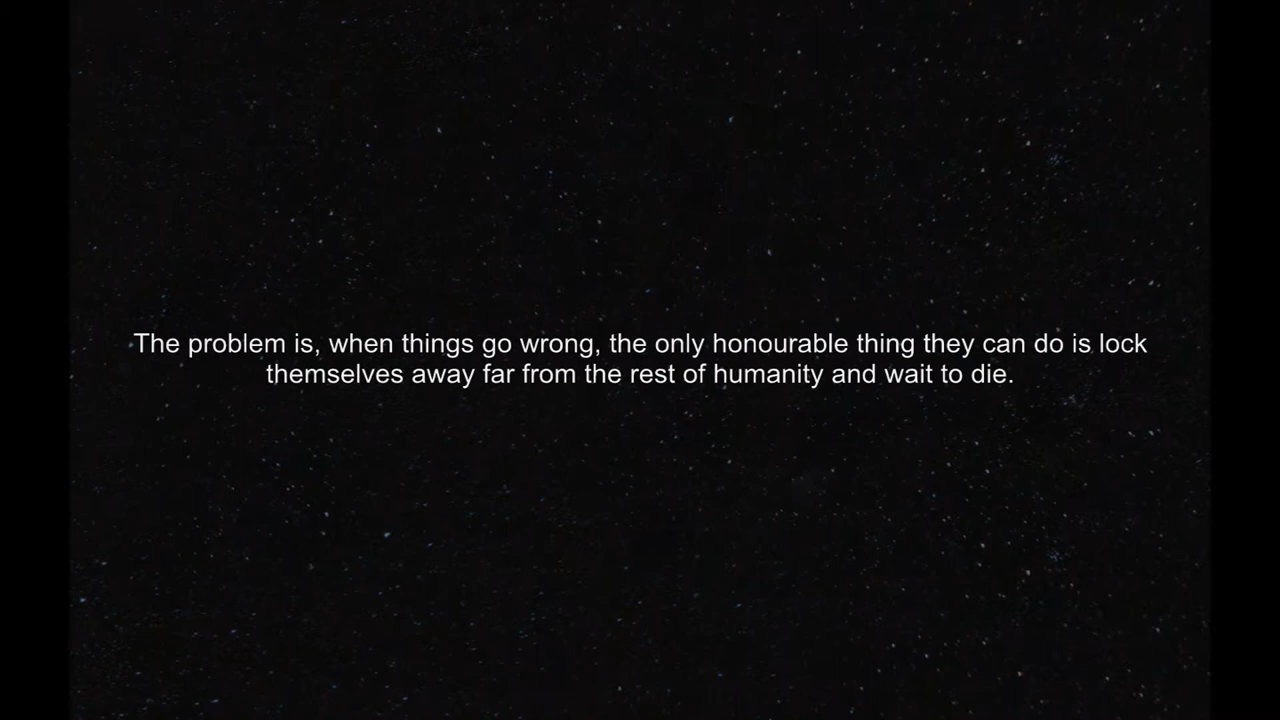 The problem is, when things go wrong, the only honourable thing they can do is lock
themselves away far from the rest of humanity and wait to die.